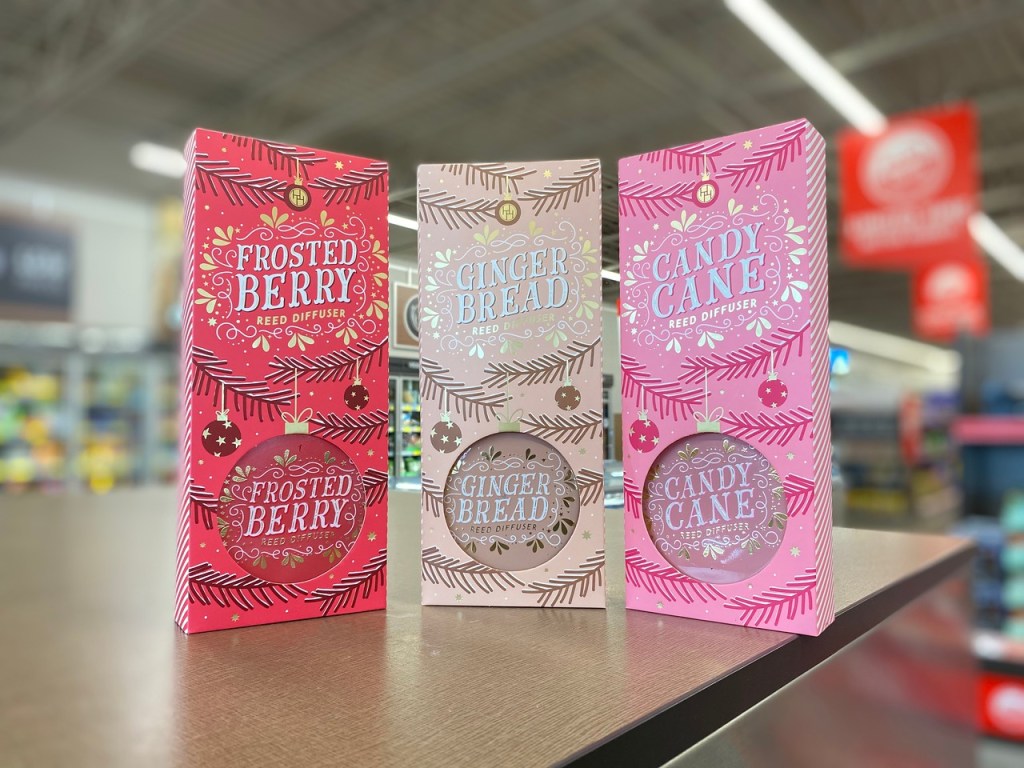 FROSTED
BERRY
REED DIFFUSER
FROSTED
BERRY
REED DIFFUSER
GINGER
BREAD
REED DIFFUSER
GINGER
BREAD
REED DIFFUSER
CANDY
CANE
REED DIFFUSER
CANDY
CANE
REED DIFFUSER